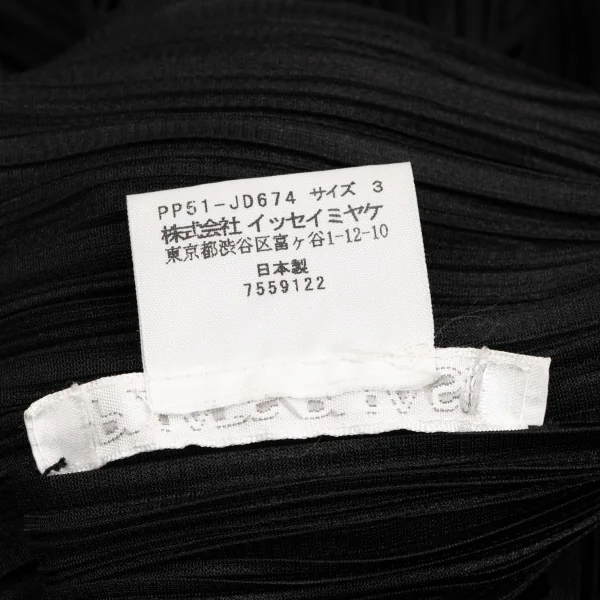 PP51-JD674 サイズ 3
株式会社 イッセイミヤケ
東京都渋谷区富ヶ谷1-12-10
日本製
7559122